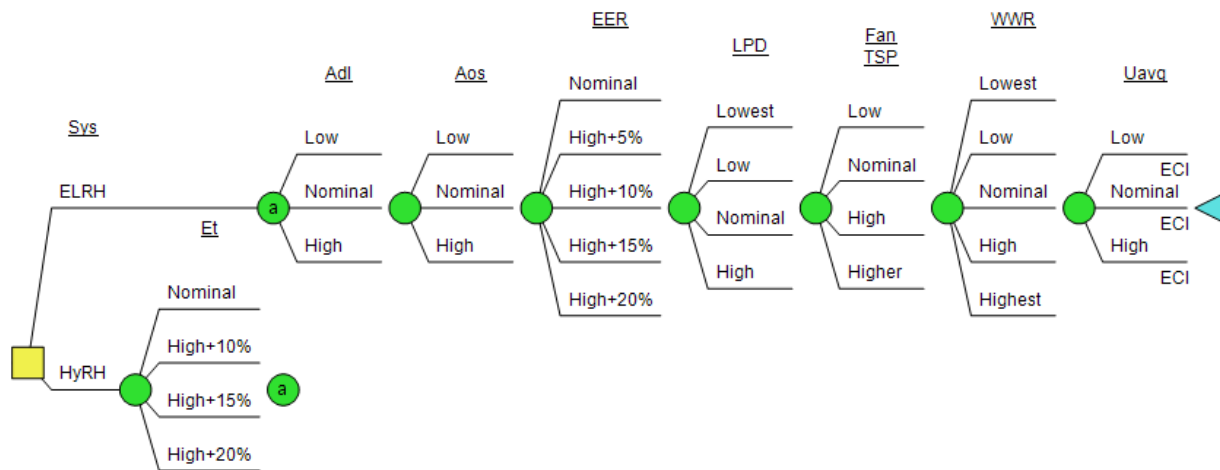 Sys
ELRH
HyRH
Et
Nominal
High+10%
High+15%
High+20%
a
Adl
a
Low
Nominal
High
Aos
Low
Nominal
High
EER
Nominal
High+5%
High+10%
High+15%
High+20%
LPD
Lowest
Low
Nominal
High
Fan
TSP
Low
Nominal
High
Higher
WWR
Lowest
Low
Nominal
High
Highest
Uavg
Low
ECI
Nominal
ECI
High
ECI